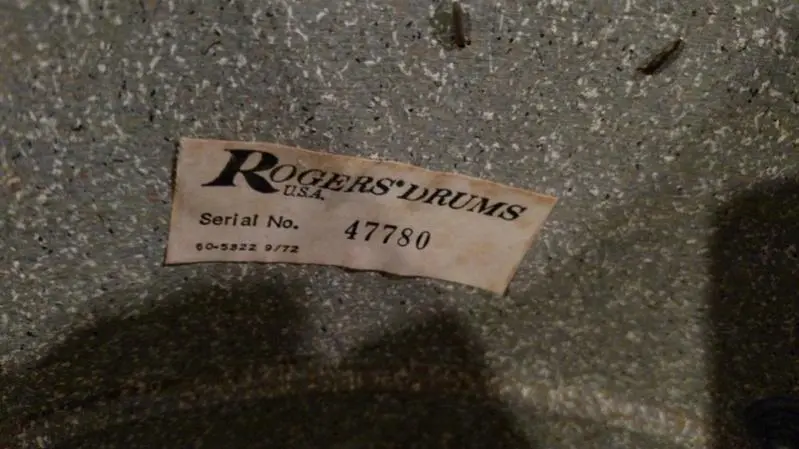 ROGERS® DRUMS
U.S.A.
Serial No. 47780
60-5822 9/72